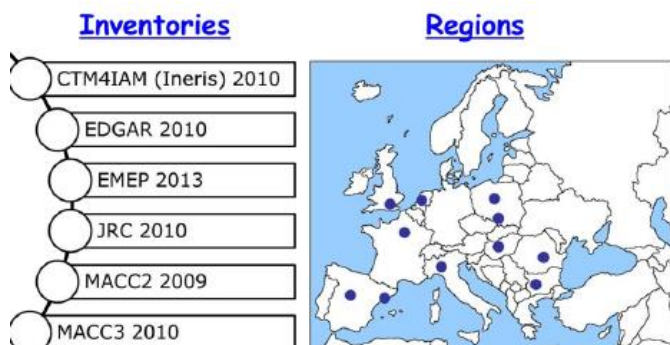 Inventories
Regions
CTM4IAM (Ineris) 2010
EDGAR 2010
EMEP 2013
JRC 2010
MACC2 2009
MACC3 2010